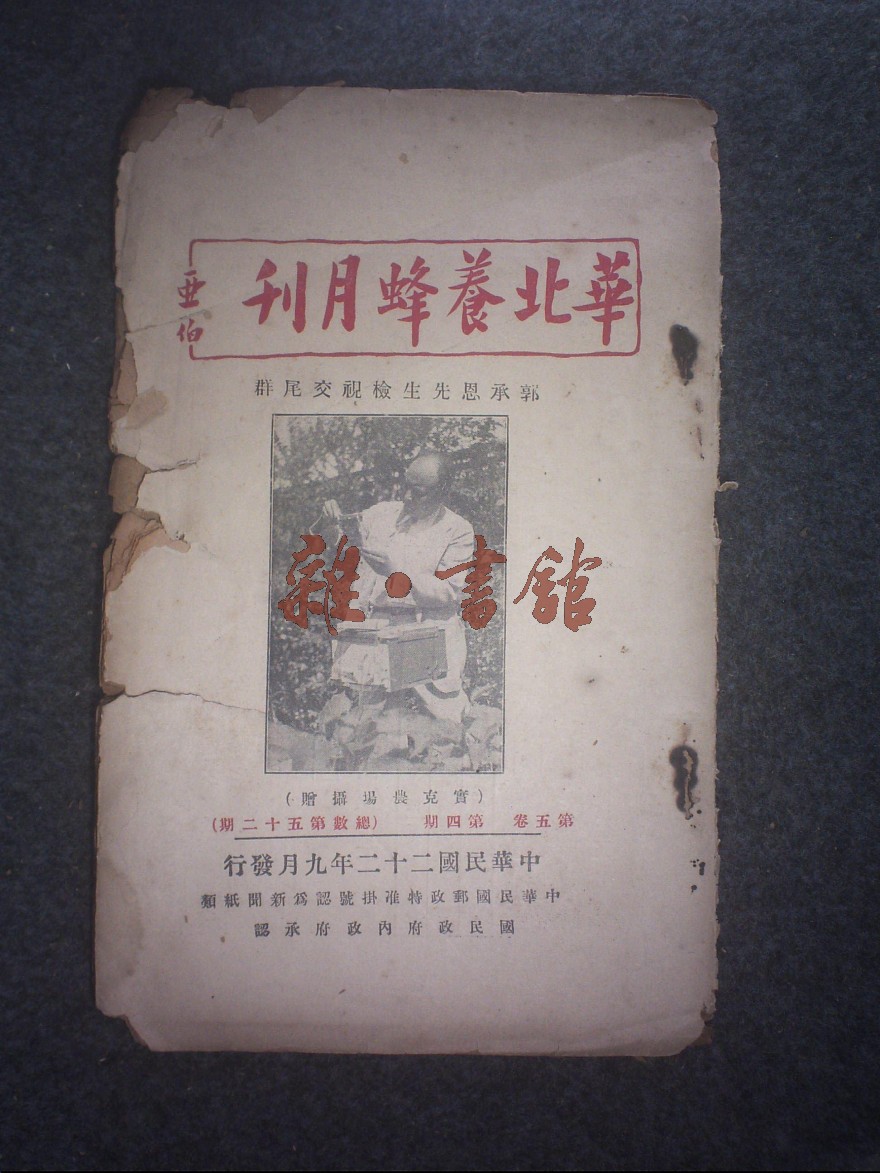 華北養蜂月刊
亜伯
郭承恩先生檢視交尾群
雜·書館
(實克農場攝贈)
第五卷 第四期 (總數第五十二期)
中華民國二十二年九月發行
中華民國郵政特准掛號認爲新聞紙類
國民政府內政府承認